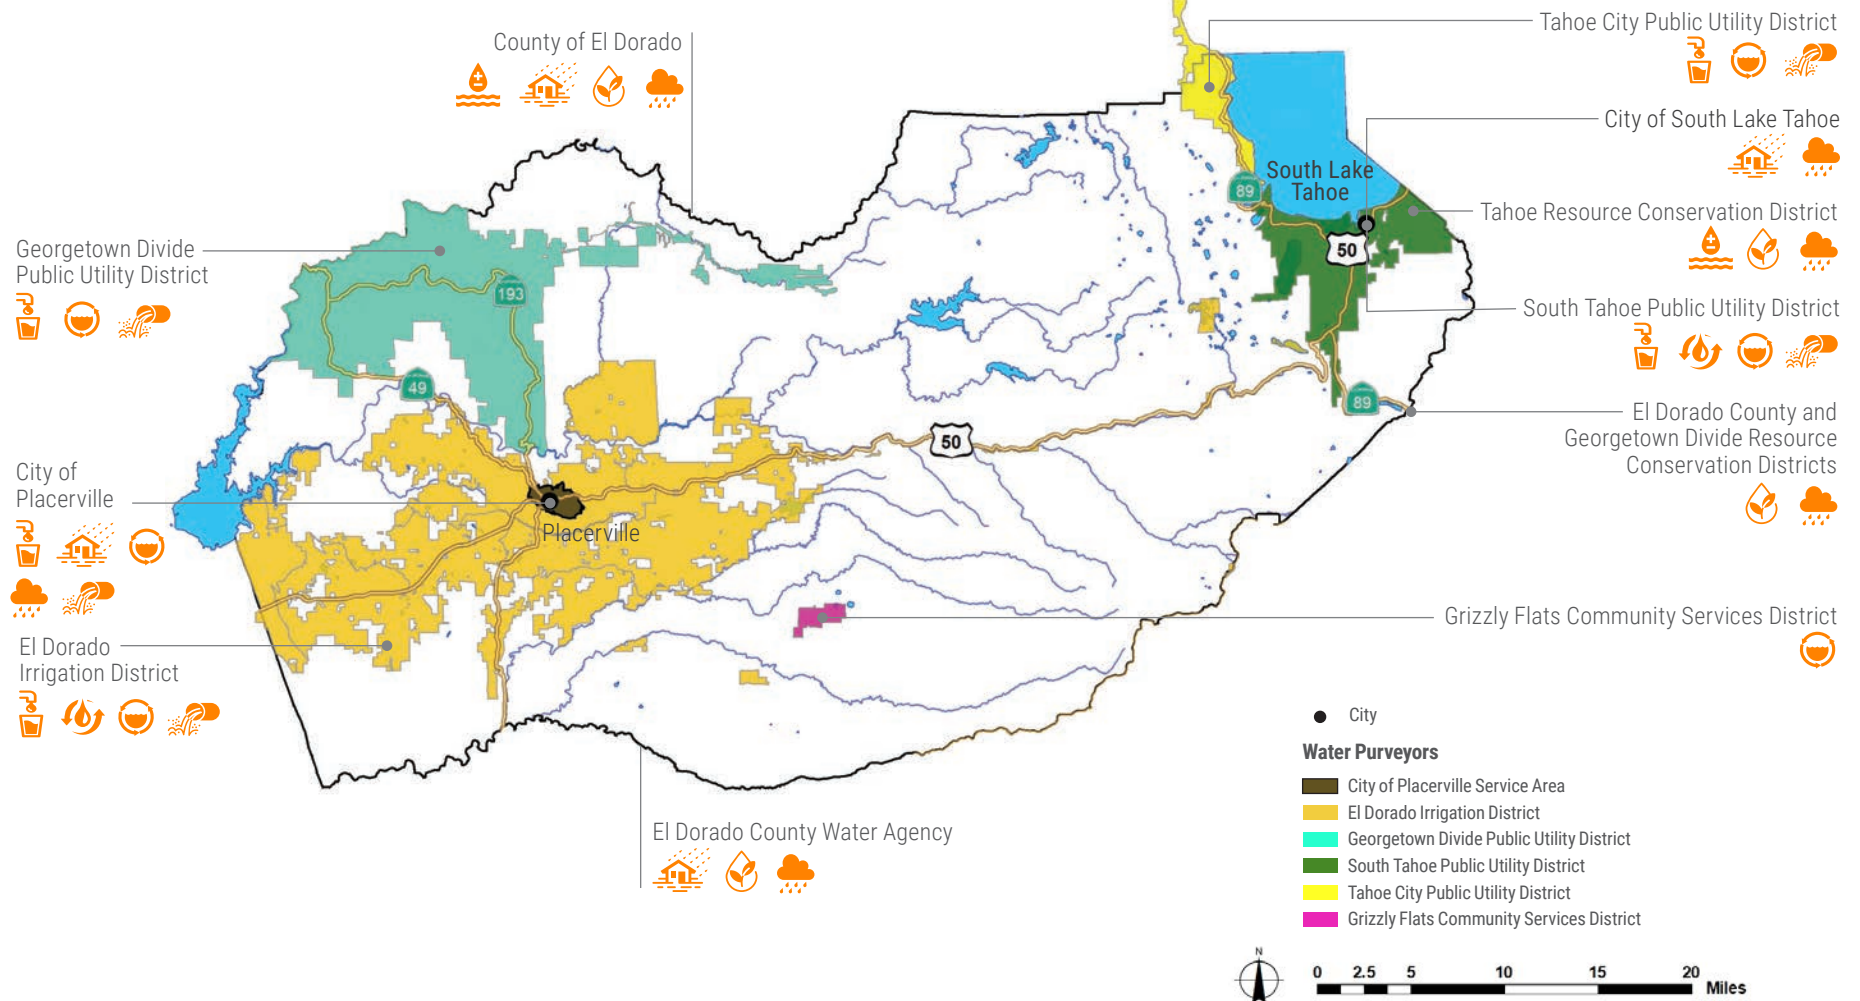 County of El Dorado
Tahoe City Public Utility District
City of South Lake Tahoe
South Lake
Tahoe
89
Tahoe Resource Conservation District
50
Georgetown Divide
Public Utility District
193
South Tahoe Public Utility District
49
89
El Dorado County and
Georgetown Divide Resource
Conservation Districts
50
City of
Placerville
Placerville
Grizzly Flats Community Services District
El Dorado
Irrigation District
El Dorado County Water Agency
City
Water Purveyors
City of Placerville Service Area
El Dorado Irrigation District
Georgetown Divide Public Utility District
South Tahoe Public Utility District
Tahoe City Public Utility District
Grizzly Flats Community Services District
N
0 2.5 5 10 15 20
Miles